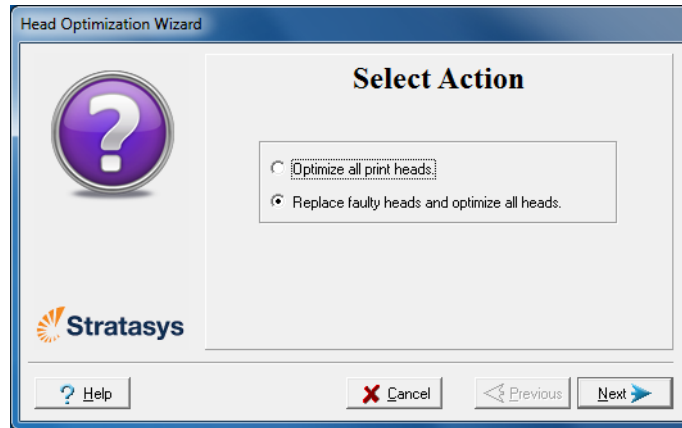 Head Optimization Wizard
Select Action
Optimize all print heads.
Replace faulty heads and optimize all heads.
Stratasys
? Help
Cancel
Previous
Next